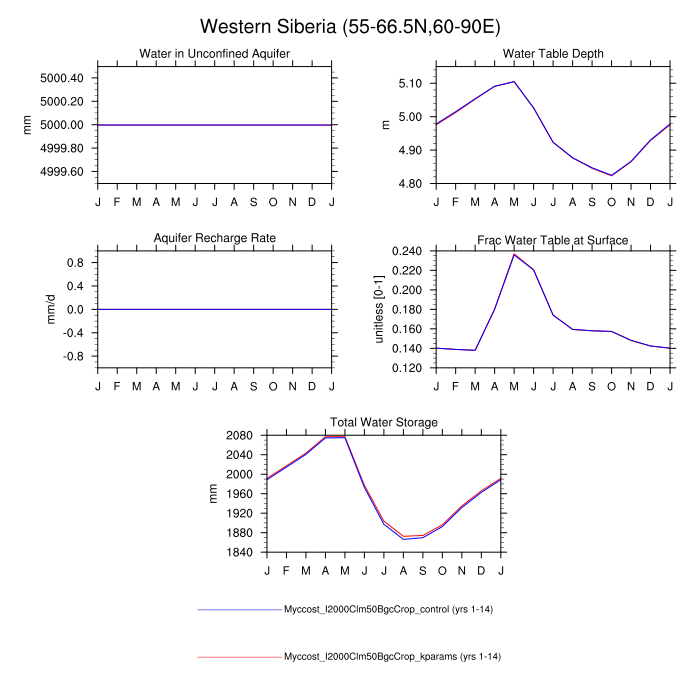 Western Siberia (55-66.5N,60-90E)
Water in Unconfined Aquifer
mm
5000.40
5000.20
5000.00
4999.80
4999.60
J F M A M J J A S O N D J
Water Table Depth
m
5.10
5.00
4.90
4.80
J F M A M J J A S O N D J
Aquifer Recharge Rate
mm/d
0.8
0.4
0.0
-0.4
-0.8
J F M A M J J A S O N D J
Frac Water Table at Surface
unitless [0-1]
0.240
0.220
0.200
0.180
0.160
0.140
0.120
J F M A M J J A S O N D J
Total Water Storage
mm
2080
2040
2000
1960
1920
1880
1840
J F M A M J J A S O N D J
Myccost_I2000Clm50BgcCrop_control (yrs 1-14)
Myccost_I2000Clm50BgcCrop_kparams (yrs 1-14)